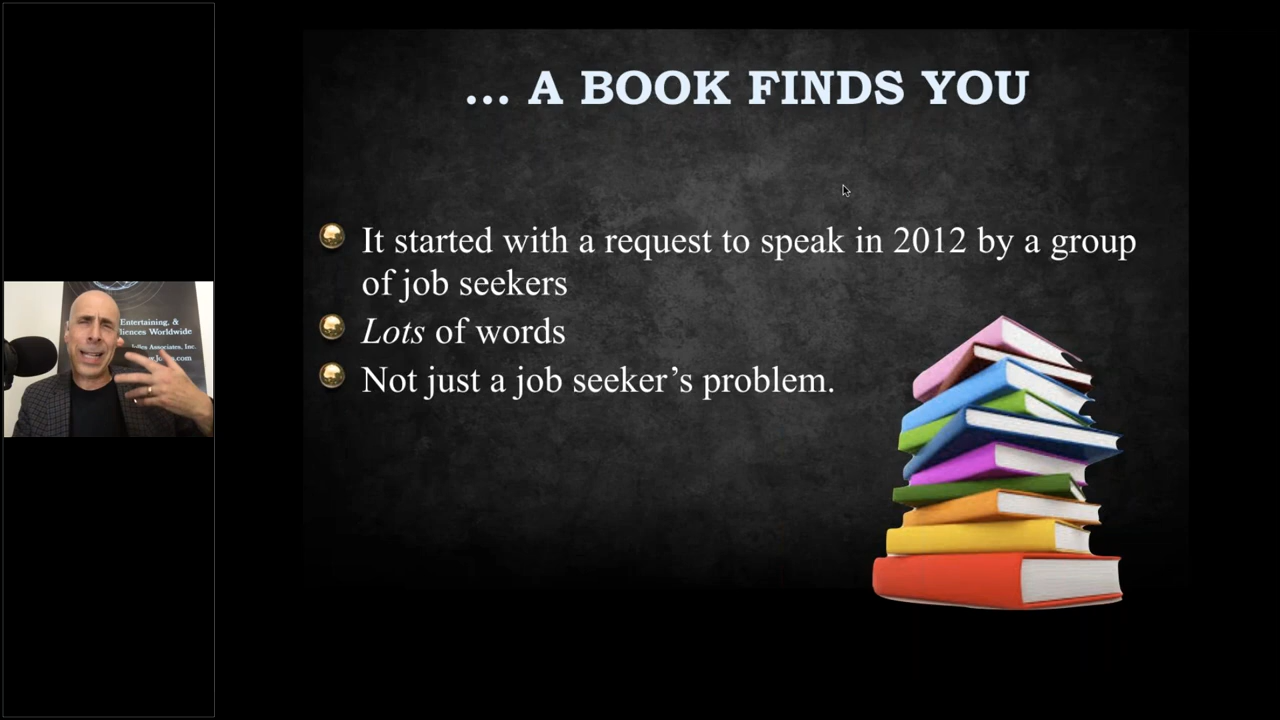 ... A BOOK FINDS YOU
It started with a request to speak in 2012 by a group
of job seekers
Lots of words
Not just a job seeker’s problem.
Entertaining, &
Worldwide
Associates, Inc.